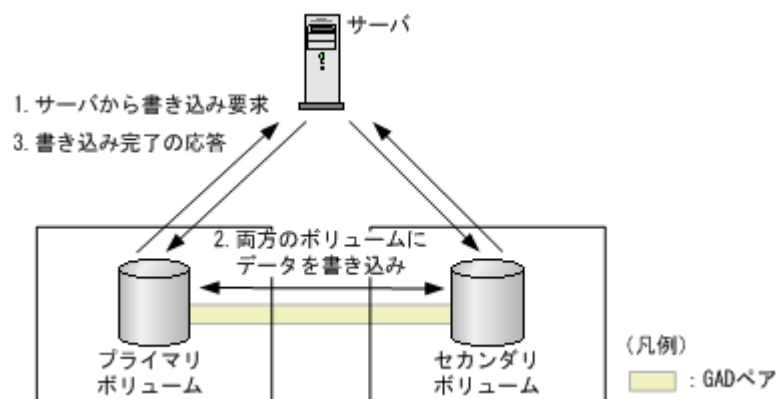 サーバ
1. サーバから書き込み要求
3. 書き込み完了の応答
2. 両方のボリュームに
データを書き込み
プライマリ
ボリューム
セカンダリ
ボリューム
(凡例)
: GADペア